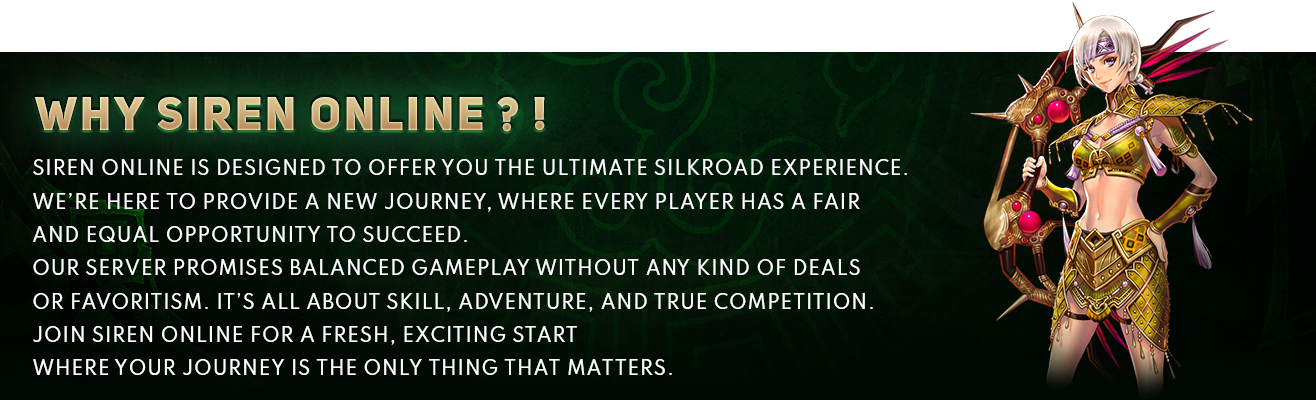 WHY SIREN ONLINE ? !
SIREN ONLINE IS DESIGNED TO OFFER YOU THE ULTIMATE SILKROAD EXPERIENCE.
WE'RE HERE TO PROVIDE A NEW JOURNEY, WHERE EVERY PLAYER HAS A FAIR
AND EQUAL OPPORTUNITY TO SUCCEED.
OUR SERVER PROMISES BALANCED GAMEPLAY WITHOUT ANY KIND OF DEALS
OR FAVORITISM. IT'S ALL ABOUT SKILL, ADVENTURE, AND TRUE COMPETITION.
JOIN SIREN ONLINE FOR A FRESH, EXCITING START
WHERE YOUR JOURNEY IS THE ONLY THING THAT MATTERS.